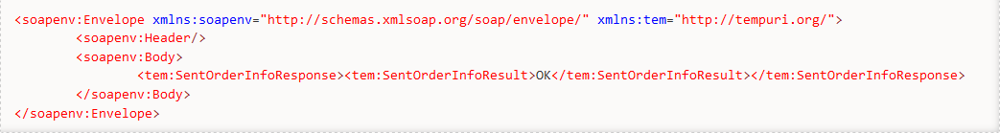 <soapenv:Envelope xmlns:soapenv="http://schemas.xmlsoap.org/soap/envelope/" xmlns:tem="http://tempuri.org/">
<soapenv:Header/>
<soapenv:Body>
<tem:SentOrderInfoResponse><tem:SentOrderInfoResult>OK</tem:SentOrderInfoResult></tem:SentOrderInfoResponse>
</soapenv:Body>
</soapenv:Envelope>